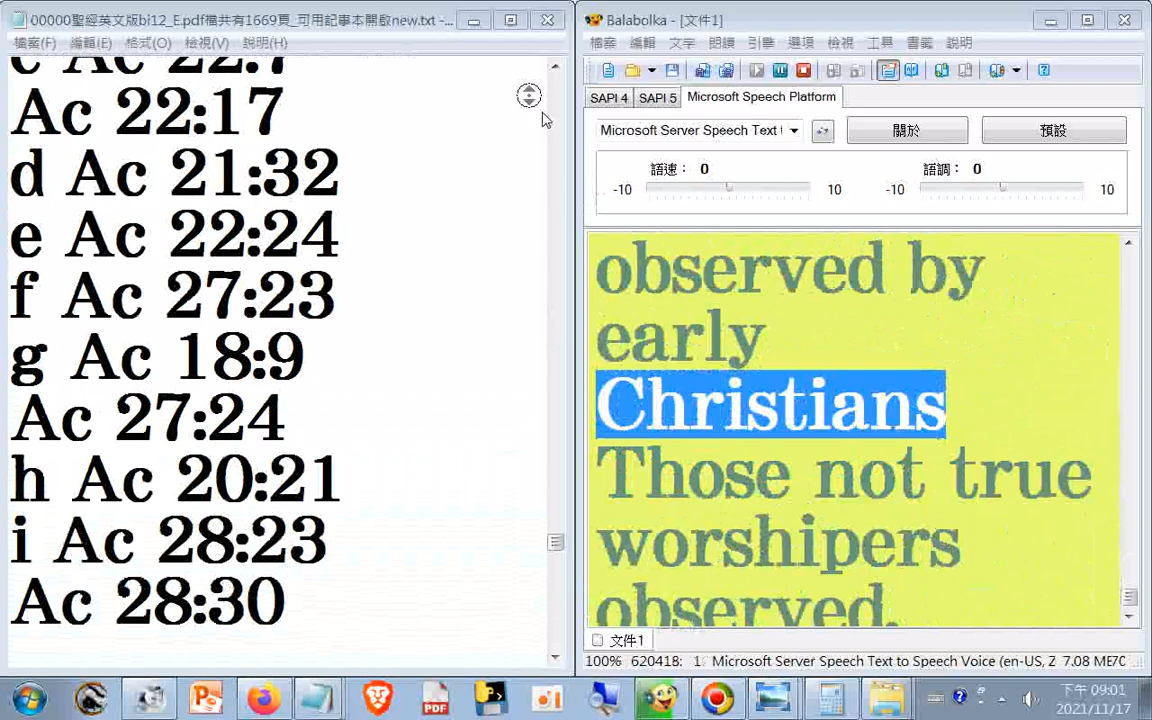 00000聖經英文版bi12_E.pdf檔共有1669頁_可用記事本開啟new.txt -...
檔案(F) 編輯(E) 格式(O) 檢視(V) 說明(H)
c Ac 22:7
Ac 22:17
d Ac 21:32
e Ac 22:24
f Ac 27:23
g Ac 18:9
Ac 27:24
h Ac 20:21
i Ac 28:23
Ac 28:30
Balabolka - [文件1]
檔案 編輯 文字 朗讀 引擎 選項 檢視 工具 書籤 說明
SAPI 4 SAPI 5 Microsoft Speech Platform
Microsoft Server Speech Text 關於 預設
語速： 0 語調： 0
-10 10 -10 10
observed by
early
Christians
Those not true
worshipers
observed,
文件1
100% 620418: 1 Microsoft Server Speech Text to Speech Voice (en-US, Z 7.08 МБ
PDF
下午 09:01
2021/11/17